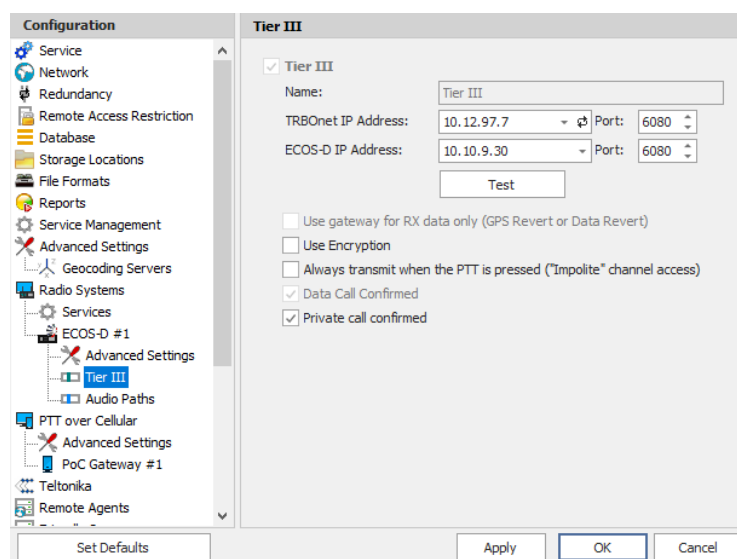 Configuration
Service
Network
Redundancy
Remote Access Restriction
Database
Storage Locations
File Formats
Reports
Service Management
Advanced Settings
Geocoding Servers
Radio Systems
Services
ECOS-D #1
Advanced Settings
Tier III
Audio Paths
PTT over Cellular
Advanced Settings
PoC Gateway #1
Teltonika
Remote Agents
Set Defaults
Tier III
Tier III
Name: Tier III
TRBOnet IP Address: 10.12.97.7 Port: 6080
ECOS-D IP Address: 10.10.9.30 Port: 6080
Test
Use gateway for RX data only (GPS Revert or Data Revert)
Use Encryption
Always transmit when the PTT is pressed ("Impolite" channel access)
Data Call Confirmed
Private call confirmed
Apply OK Cancel